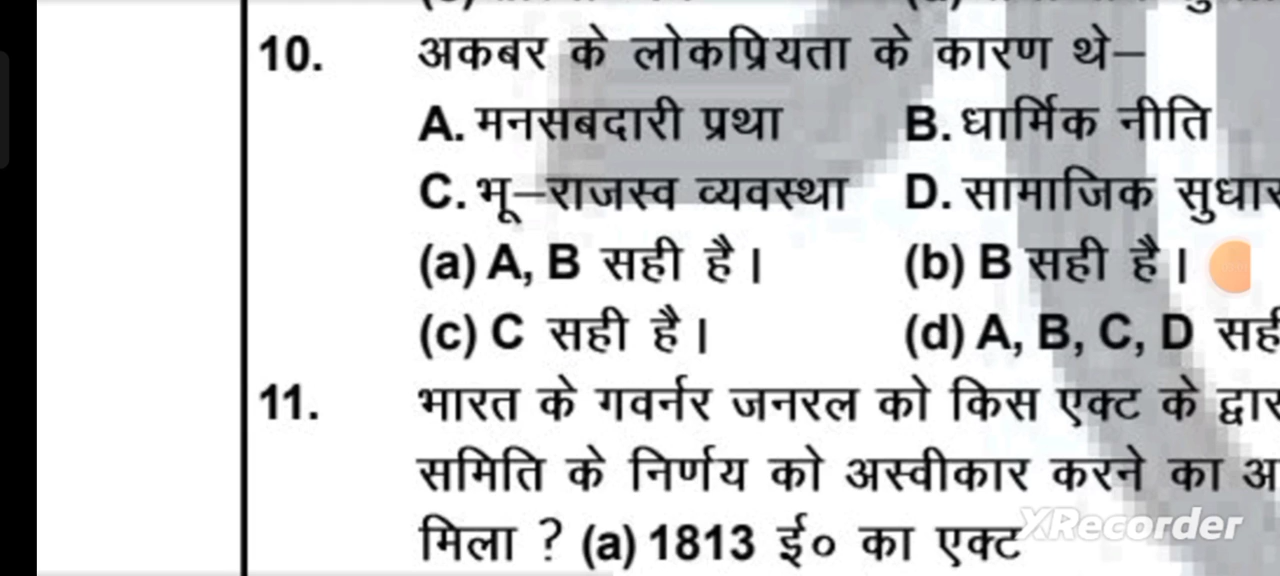 10. अकबर के लोकप्रियता के कारण थे–
A. मनसबदारी प्रथा B. धार्मिक नीति
C. भू–राजस्व व्यवस्था D. सामाजिक सुधार
(a) A, B सही है। (b) B सही है।
(c) C सही है। (d) A, B, C, D
11. भारत के गवर्नर जनरल को किस एक्ट के
समिति के निर्णय को अस्वीकार करने का
मिला ? (a) 1813 ई० का एक्ट
XRecorder